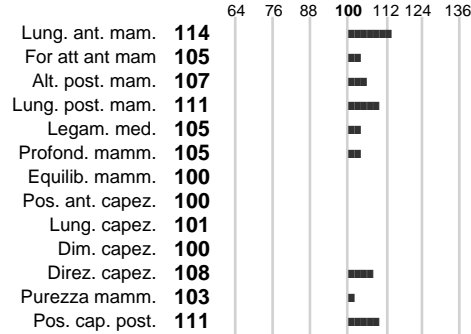 64 76 88 100 112 124 136
Lung. ant. mam. 114
For att ant mam 105
Alt. post. mam. 107
Lung. post. mam. 111
Legam. med. 105
Profond. mamm. 105
Equilib. mamm. 100
Pos. ant. capez. 100
Lung. capez. 101
Dim. capez. 100
Direz. capez. 108
Purezza mamm. 103
Pos. cap. post. 111